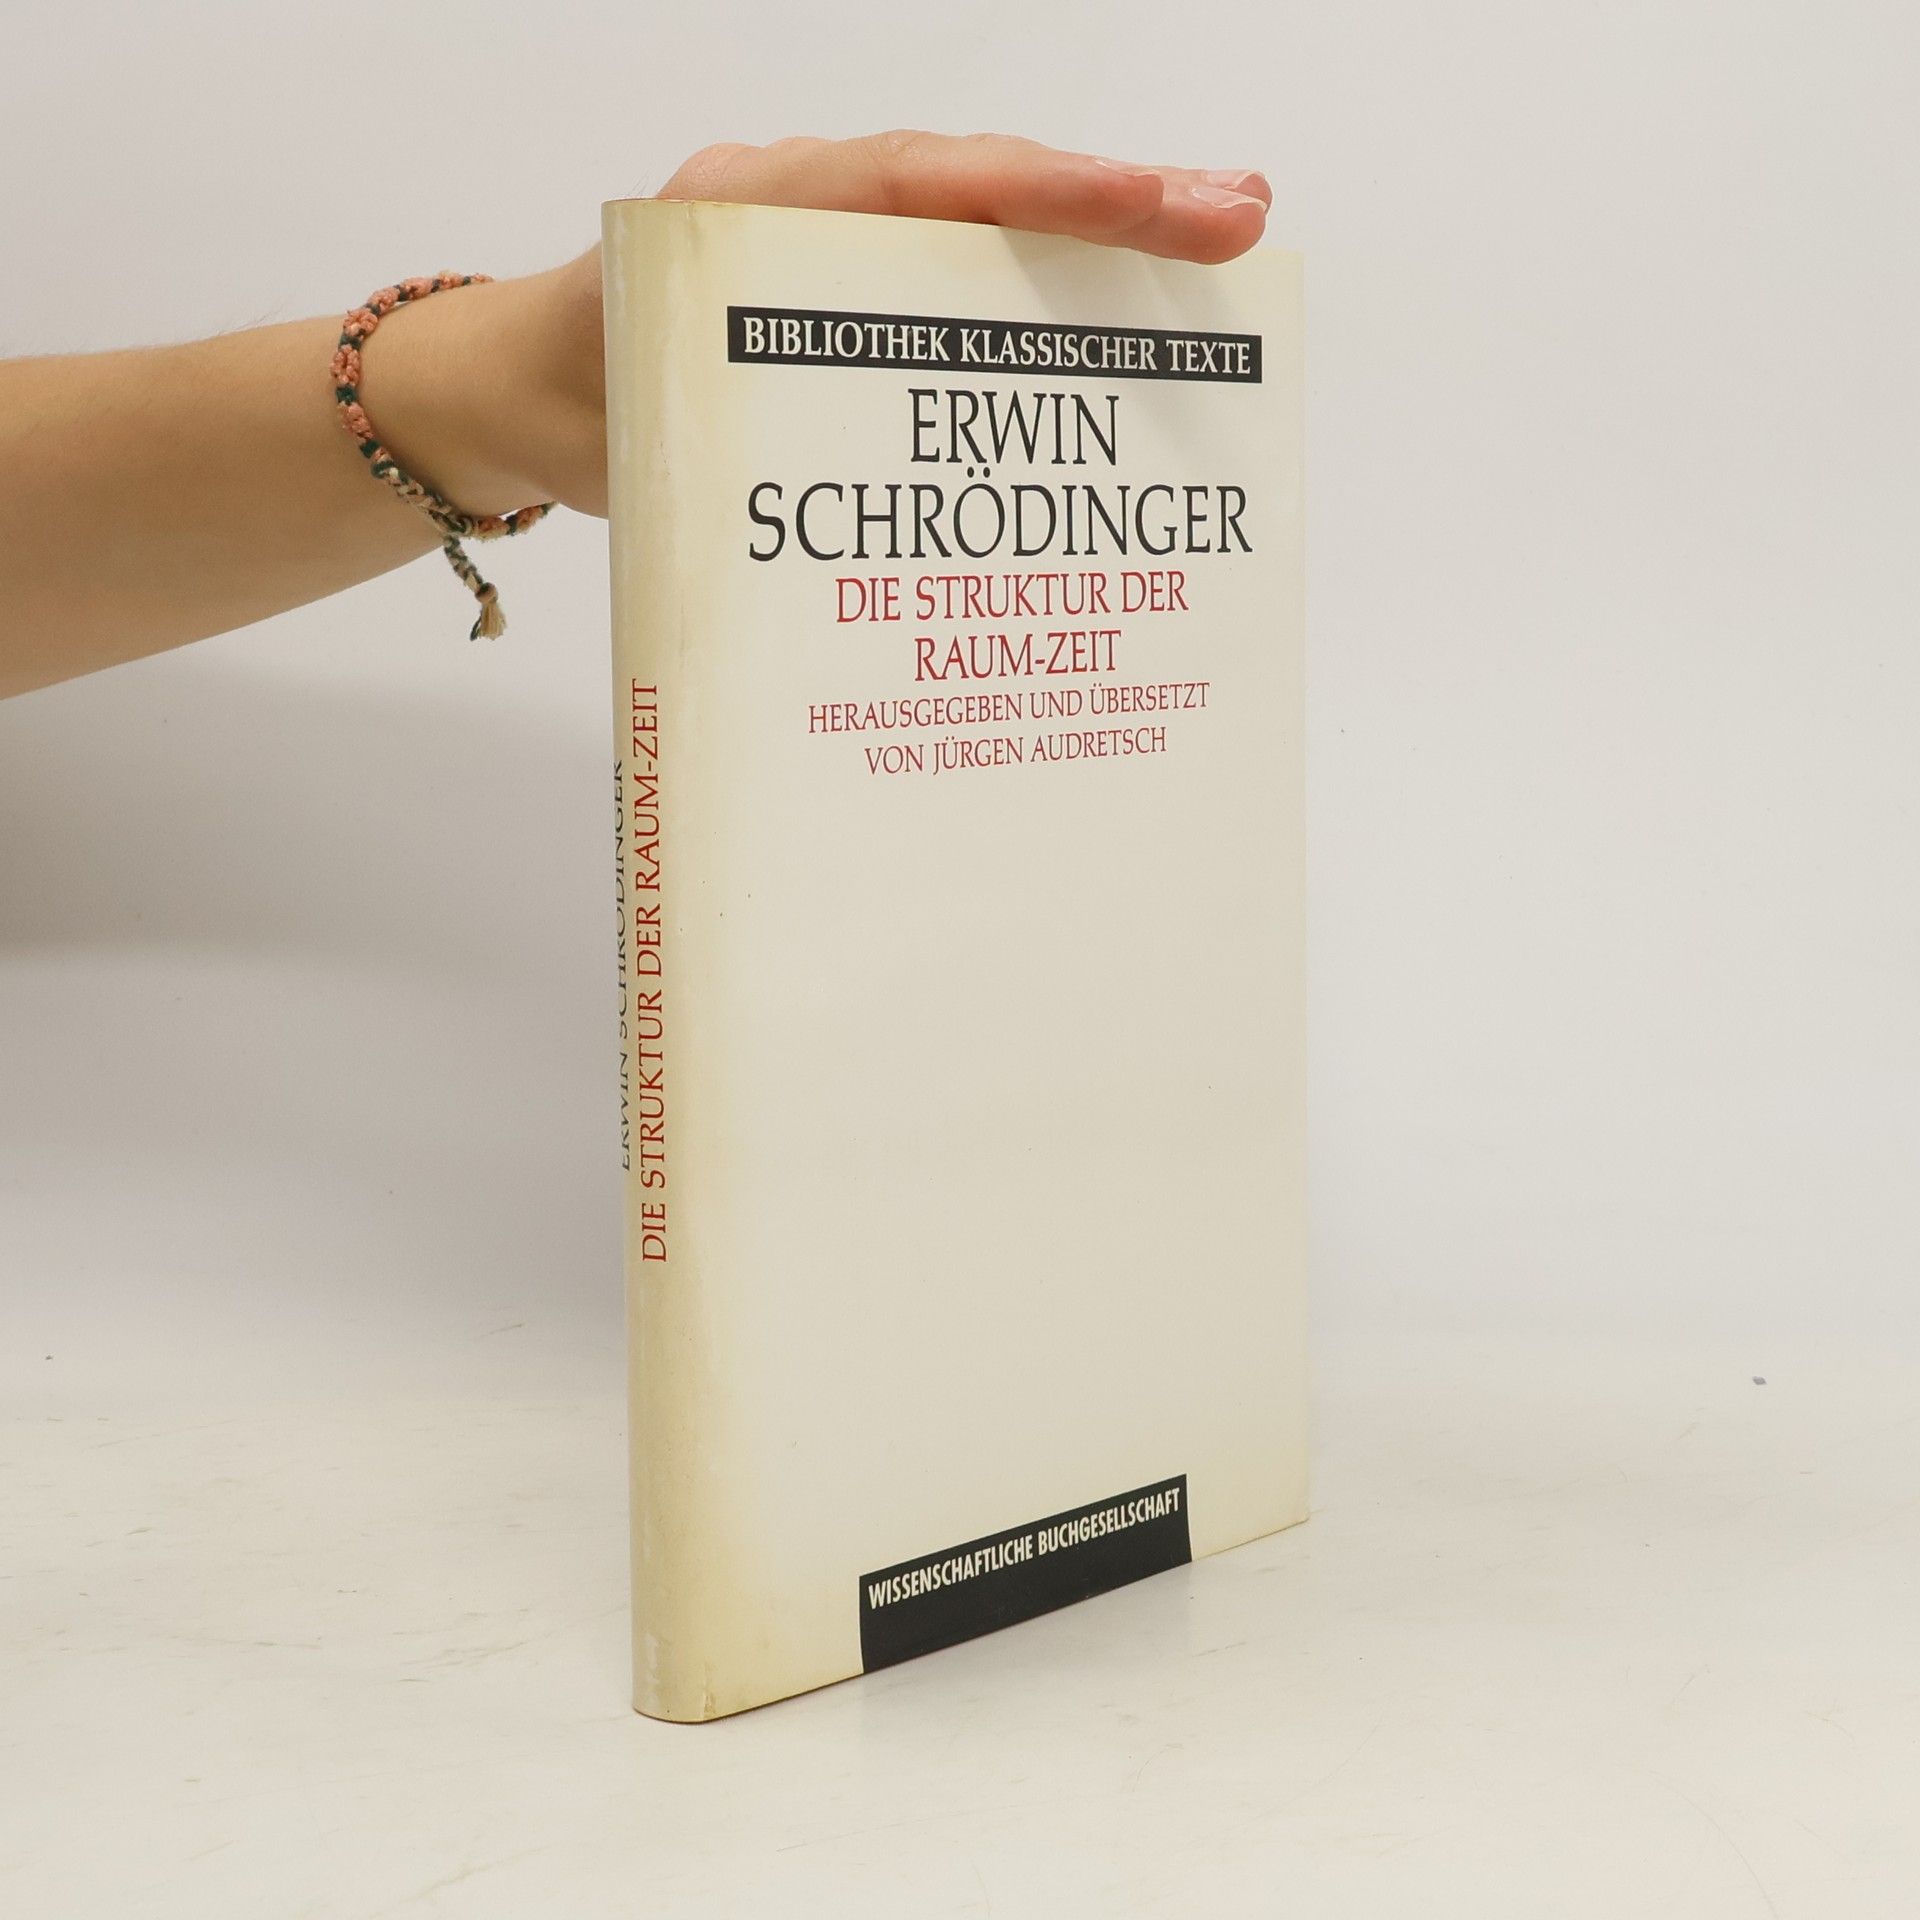 BIBLIOTHEK KLASSISCHER TEXTE
ERWIN
SCHRÖDINGER
DIE STRUKTUR DER
RAUM-ZEIT
HERAUSGEGEBEN UND ÜBERSETZT
VON JÜRGEN AUDRETSCH
WISSENSCHAFTLICHE BUCHGESELLSCHAFT
ERWIN SCHRÖDINGER
DIE STRUKTUR DER RAUM-ZEIT